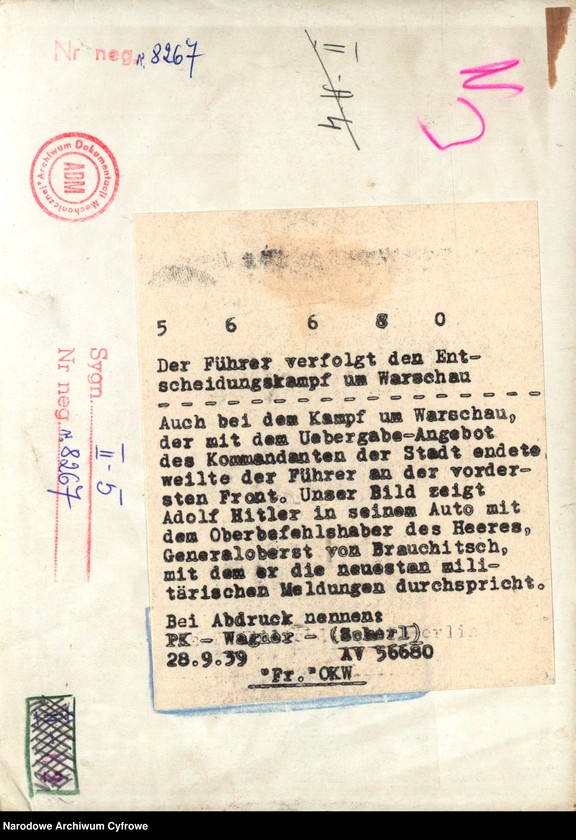 Nr neg. N. 8267
II-A-4
Archiwum Dokumentacji Mechanicznej
ADM
5 6 6 8 0
Der Führer verfolgt den Ent-
scheidungskampf um Warschau
Auch bei dem Kampf um Warschau,
der mit dem Uebergabe-Angebot
des Kommandanten der Stadt endete
weilte der Führer an der vorder-
sten Front. Unser Bild zeigt
Adolf Hitler in seinem Auto mit
dem Oberbefehlshaber des Heeres,
Generaloberst von Brauchitsch,
mit dem er die neuesten mili-
tärischen Meldungen durchspricht.
Bei Abdruck nennen:
PK - Wagner - (Scherl)
28.9.39 AV 56680
"Fr."OKW
Sygn. II-5
Nr neg. N. 8267
Narodowe Archiwum Cyfrowe